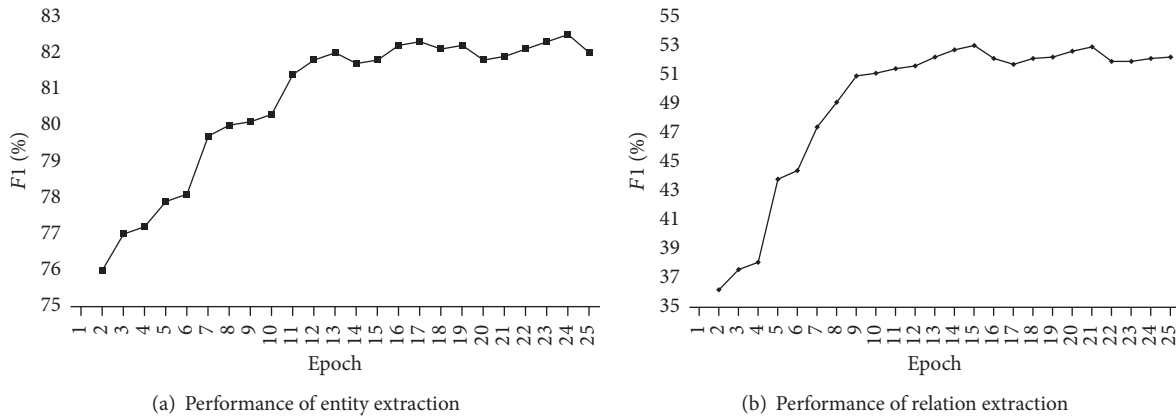 83
82
81
80
79
78
77
76
75
F1 (%)
1 2 3 4 5 6 7 8 9 10 11 12 13 14 15 16 17 18 19 20 21 22 23 24 25
Epoch
(a) Performance of entity extraction
55
53
51
49
47
45
43
41
39
37
35
F1 (%)
1 2 3 4 5 6 7 8 9 10 11 12 13 14 15 16 17 18 19 20 21 22 23 24 25
Epoch
(b) Performance of relation extraction